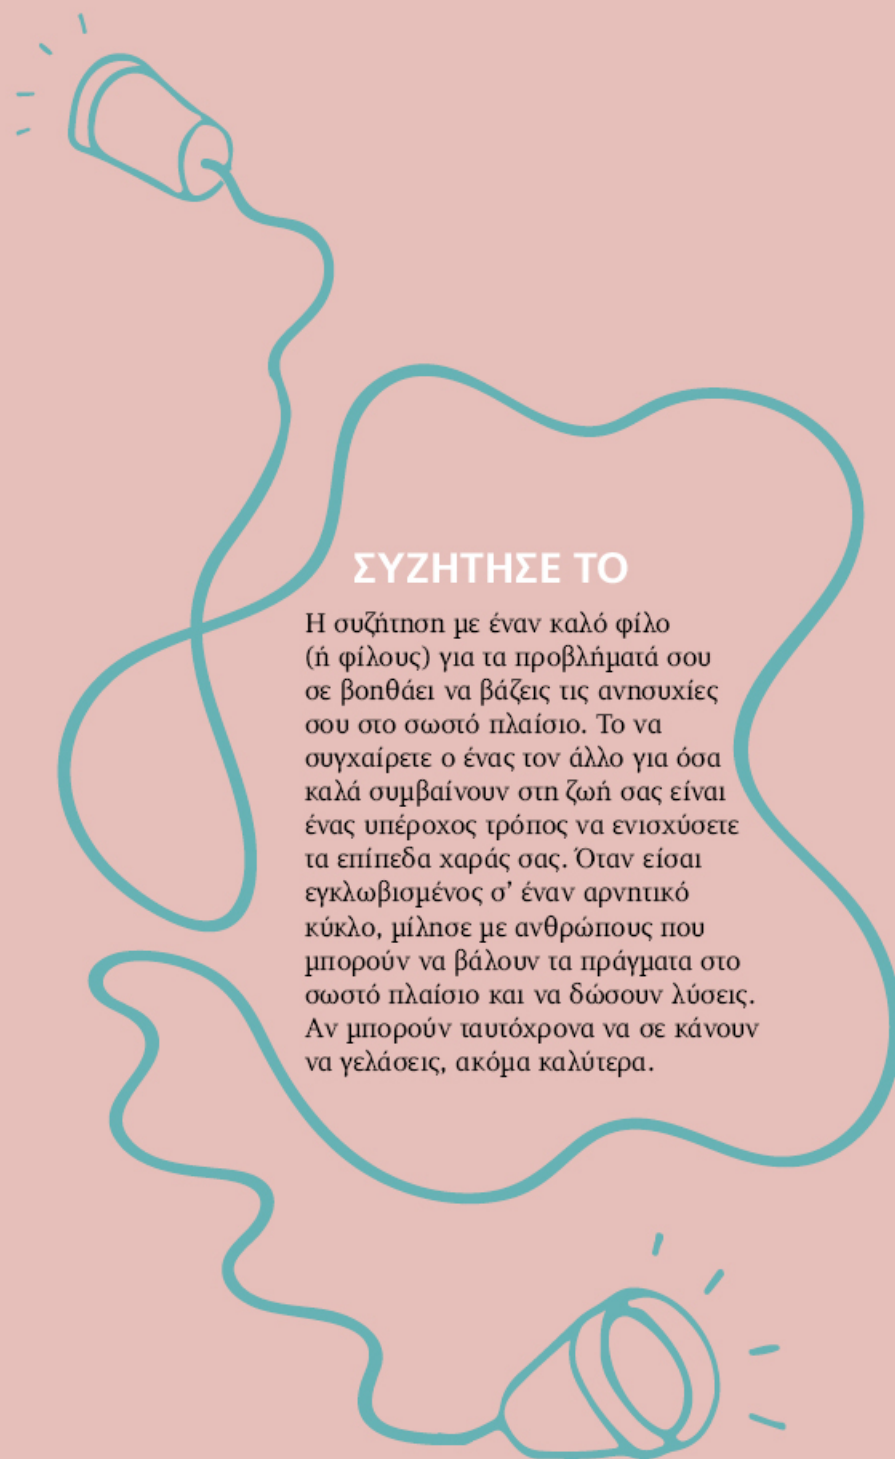 ΣΥΖΗΤΗΣΕ ΤΟ
Η συζήτηση με έναν καλό φίλο
(ή φίλους) για τα προβλήματά σου
σε βοηθάει να βάζεις τις ανησυχίες
σου στο σωστό πλαίσιο. Το να
συγχαίρετε ο ένας τον άλλο για όσα
καλά συμβαίνουν στη ζωή σας είναι
ένας υπέροχος τρόπος να ενισχύσετε
τα επίπεδα χαράς σας. Όταν είσαι
εγκλωβισμένος σ’ έναν αρνητικό
κύκλο, μίλησε με ανθρώπους που
μπορούν να βάλουν τα πράγματα στο
σωστό πλαίσιο και να δώσουν λύσεις.
Αν μπορούν ταυτόχρονα να σε κάνουν
να γελάσεις, ακόμα καλύτερα.